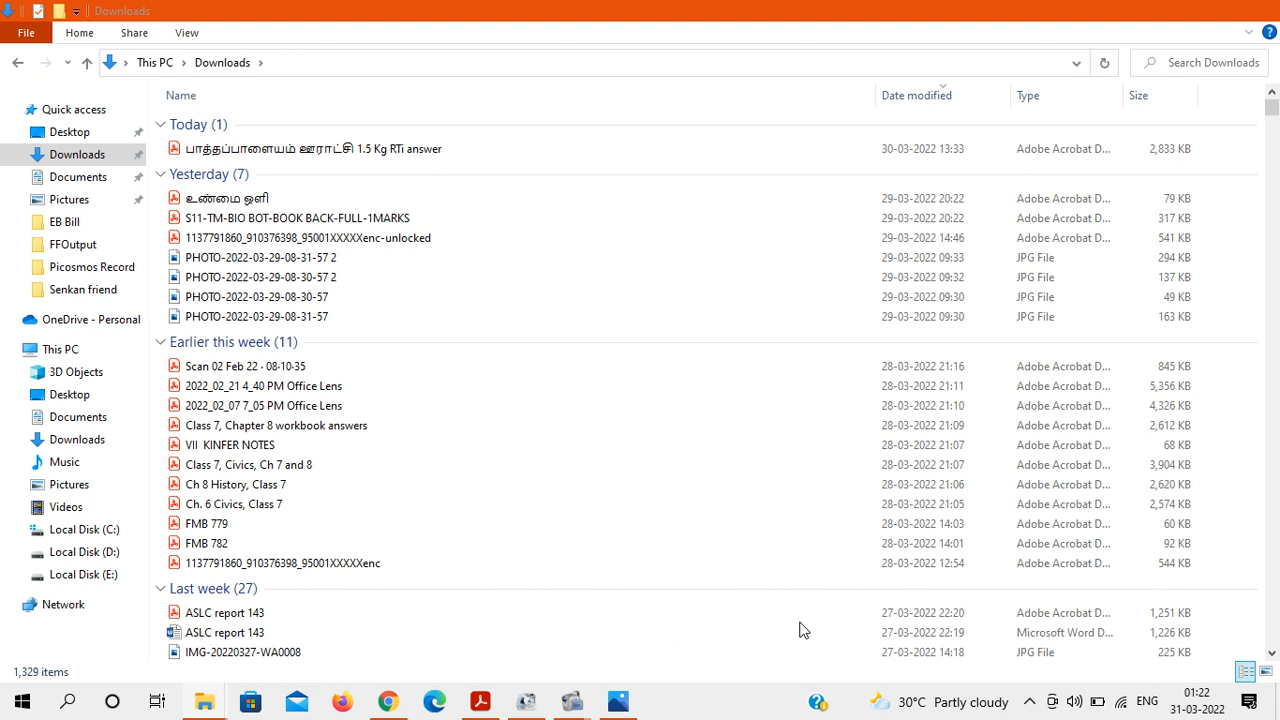 Downloads
File Home Share View
This PC Downloads Search Downloads
Name Date modified Type Size
Quick access
Desktop
Downloads
Documents
Pictures
EB Bill
FFOutput
Picosmos Record
Senkan friend
OneDrive - Personal
This PC
3D Objects
Desktop
Documents
Downloads
Music
Pictures
Videos
Local Disk (C:)
Local Disk (D:)
Local Disk (E:)
Network
Today (1)
பாத்தப்பாளையம் ஊராட்சி 1.5 Kg RTi answer 30-03-2022 13:33 Adobe Acrobat D... 2,833 KB
Yesterday (7)
உண்மை ஒளி 29-03-2022 20:22 Adobe Acrobat D... 79 KB
S11-TM-BIO BOT-BOOK BACK-FULL-1MARKS 29-03-2022 20:22 Adobe Acrobat D... 317 KB
1137791860_910376398_95001XXXXXenc-unlocked 29-03-2022 14:46 Adobe Acrobat D... 541 KB
PHOTO-2022-03-29-08-31-57 2 29-03-2022 09:33 JPG File 294 KB
PHOTO-2022-03-29-08-30-57 2 29-03-2022 09:32 JPG File 137 KB
PHOTO-2022-03-29-08-30-57 29-03-2022 09:30 JPG File 49 KB
PHOTO-2022-03-29-08-31-57 29-03-2022 09:30 JPG File 163 KB
Earlier this week (11)
Scan 02 Feb 22 · 08-10-35 28-03-2022 21:16 Adobe Acrobat D... 845 KB
2022_02_21 4_40 PM Office Lens 28-03-2022 21:11 Adobe Acrobat D... 5,356 KB
2022_02_07 7_05 PM Office Lens 28-03-2022 21:10 Adobe Acrobat D... 4,326 KB
Class 7, Chapter 8 workbook answers 28-03-2022 21:09 Adobe Acrobat D... 2,612 KB
VII KINFER NOTES 28-03-2022 21:07 Adobe Acrobat D... 68 KB
Class 7, Civics, Ch 7 and 8 28-03-2022 21:07 Adobe Acrobat D... 3,904 KB
Ch 8 History, Class 7 28-03-2022 21:06 Adobe Acrobat D... 2,620 KB
Ch. 6 Civics, Class 7 28-03-2022 21:05 Adobe Acrobat D... 2,574 KB
FMB 779 28-03-2022 14:03 Adobe Acrobat D... 60 KB
FMB 782 28-03-2022 14:01 Adobe Acrobat D... 92 KB
1137791860_910376398_95001XXXXXenc 28-03-2022 12:54 Adobe Acrobat D... 544 KB
Last week (27)
ASLC report 143 27-03-2022 22:20 Adobe Acrobat D... 1,251 KB
ASLC report 143 27-03-2022 22:19 Microsoft Word D... 1,226 KB
IMG-20220327-WA0008 27-03-2022 14:18 JPG File 225 KB
1,329 items
30°C Partly cloudy ENG 01:22
31-03-2022